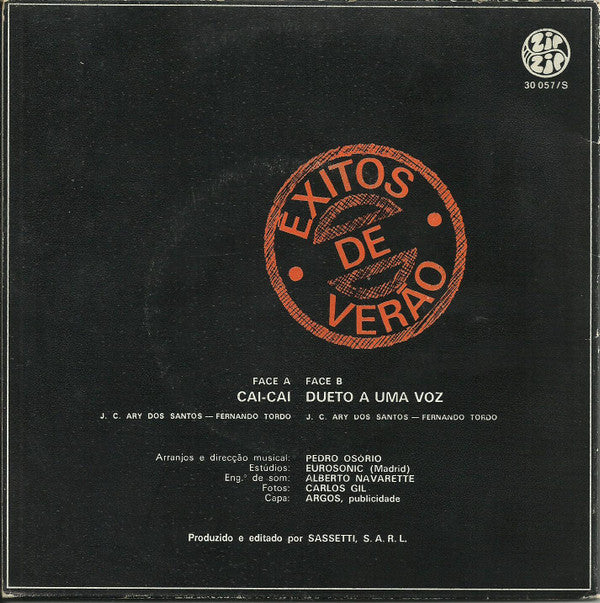 Zip
Zip
30 057/S
EXITOS
DE
VERÃO
FACE A FACE B
CAI-CAI DUETO A UMA VOZ
J. C. ARY DOS SANTOS — FERNANDO TORDO J. C. ARY DOS SANTOS — FERNANDO TORDO
Arranjos e direcção musical: PEDRO OSÓRIO
Estúdios: EUROSONIC (Madrid)
Eng.º de som: ALBERTO NAVARETTE
Fotos: CARLOS GIL
Capa: ARGOS, publicidade
Produzido e editado por SASSETTI, S. A. R. L.